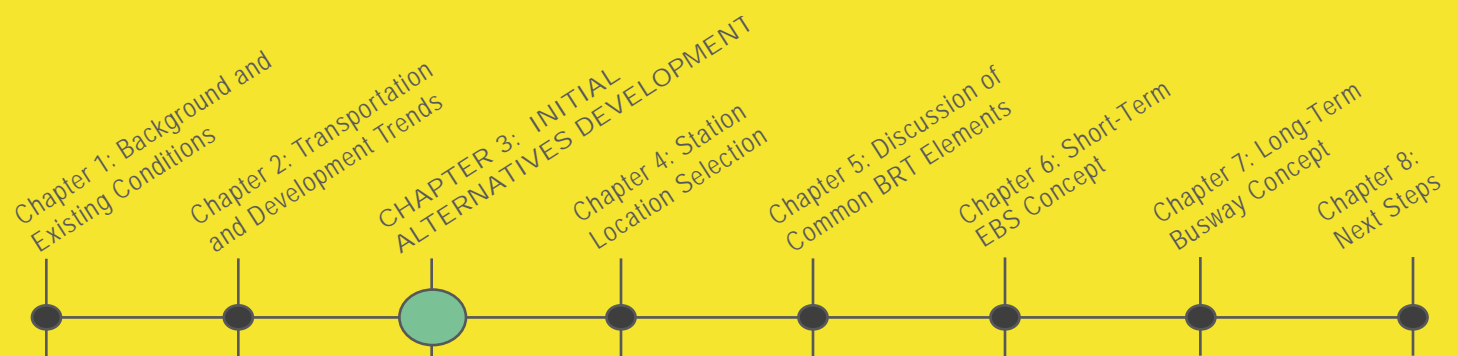 Chapter 1: Background and
Existing Conditions
Chapter 2: Transportation
and Development Trends
CHAPTER 3: INITIAL
ALTERNATIVES DEVELOPMENT
Chapter 4: Station
Location Selection
Chapter 5: Discussion of
Common BRT Elements
Chapter 6: Short-Term
EBS Concept
Chapter 7: Long-Term
Busway Concept
Chapter 8:
Next Steps